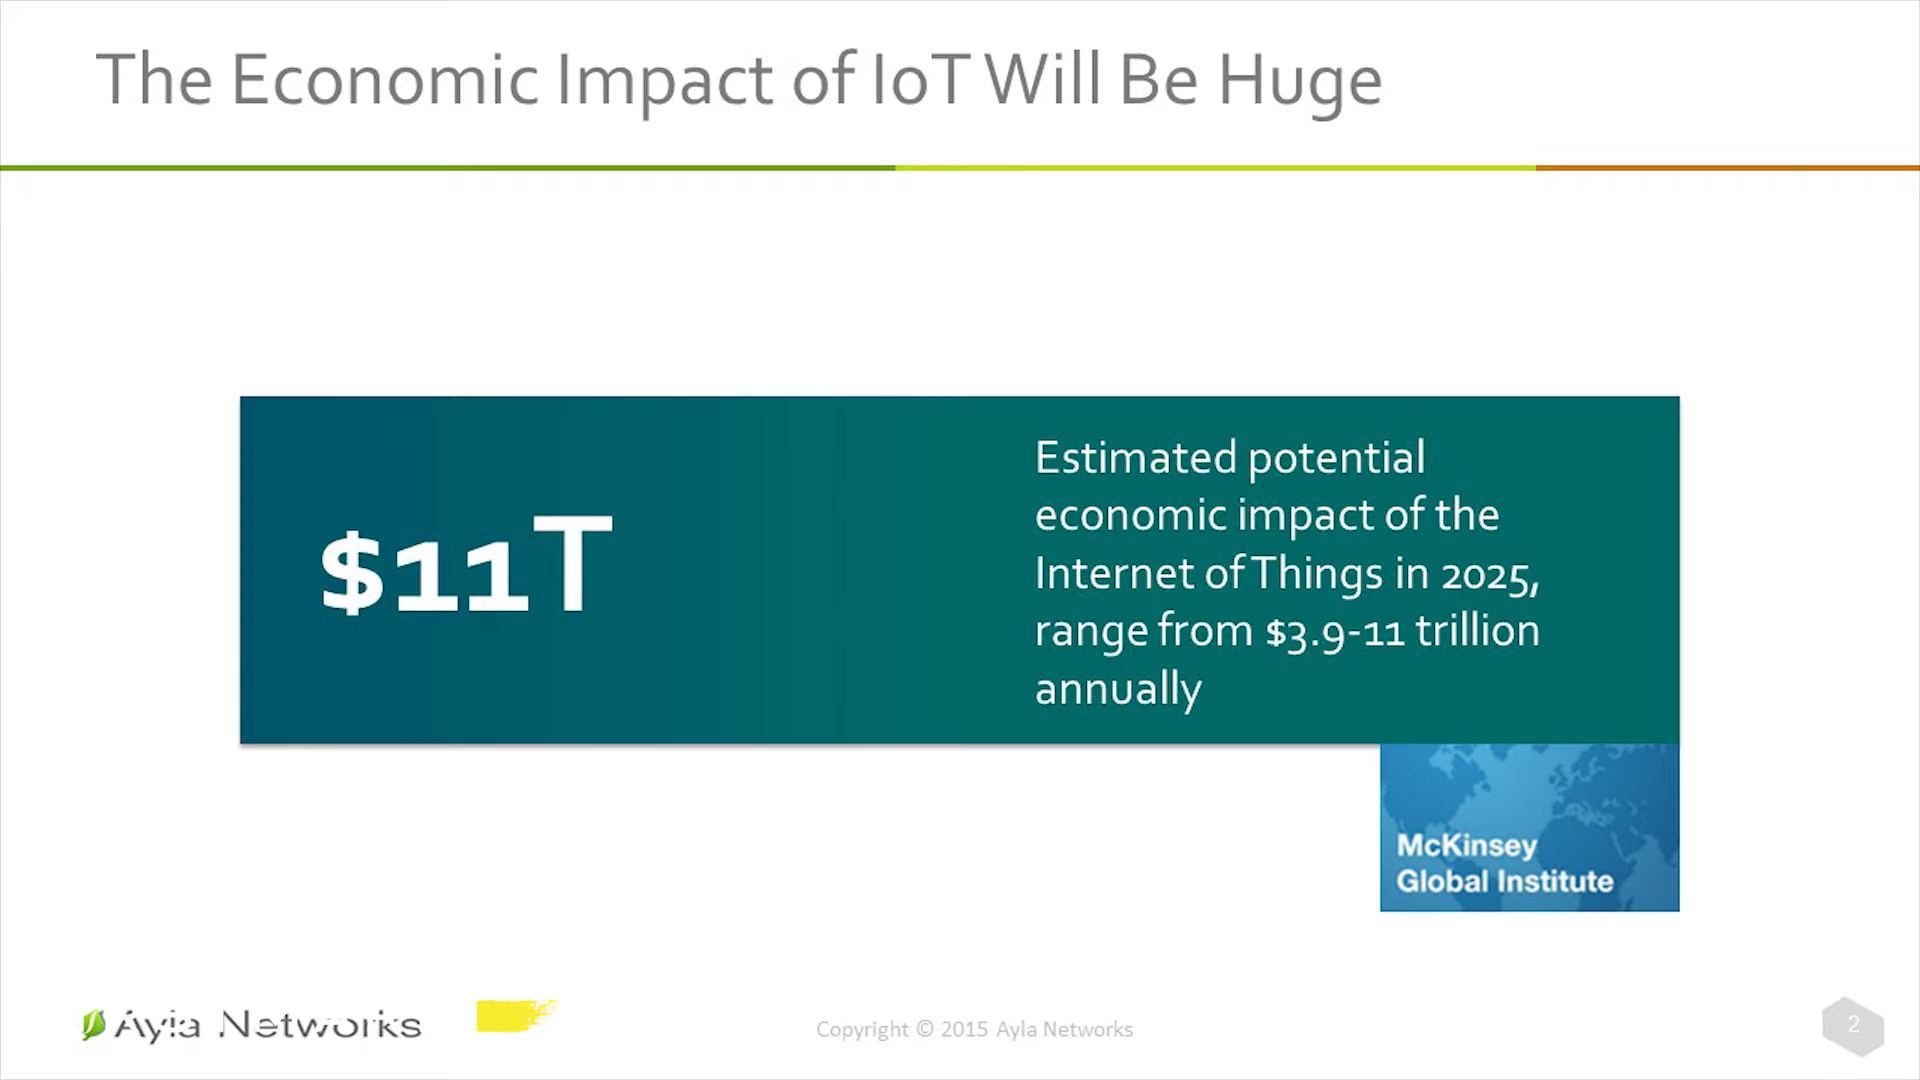 The Economic Impact of IoT Will Be Huge
$11T
Estimated potential
economic impact of the
Internet of Things in 2025,
range from $3.9-11 trillion
annually
McKinsey
Global Institute
Ayla Networks
Copyright © 2015 Ayla Networks
2